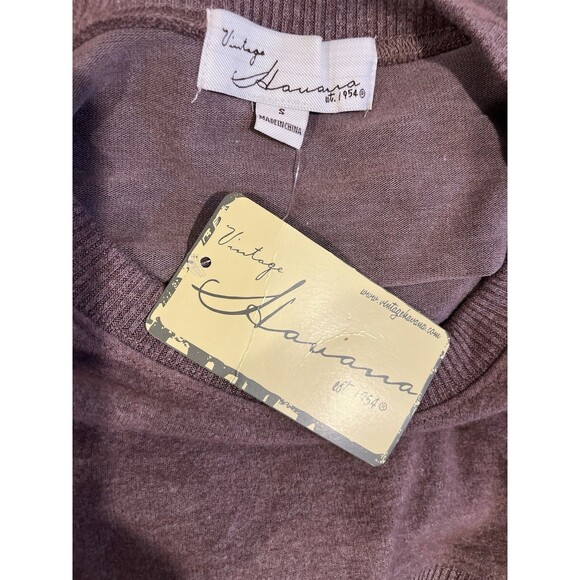 Vintage
Havana
est. 1954®
S
MADE IN CHINA
Vintage
Havana
www.vintagehavana.com
est. 1954®